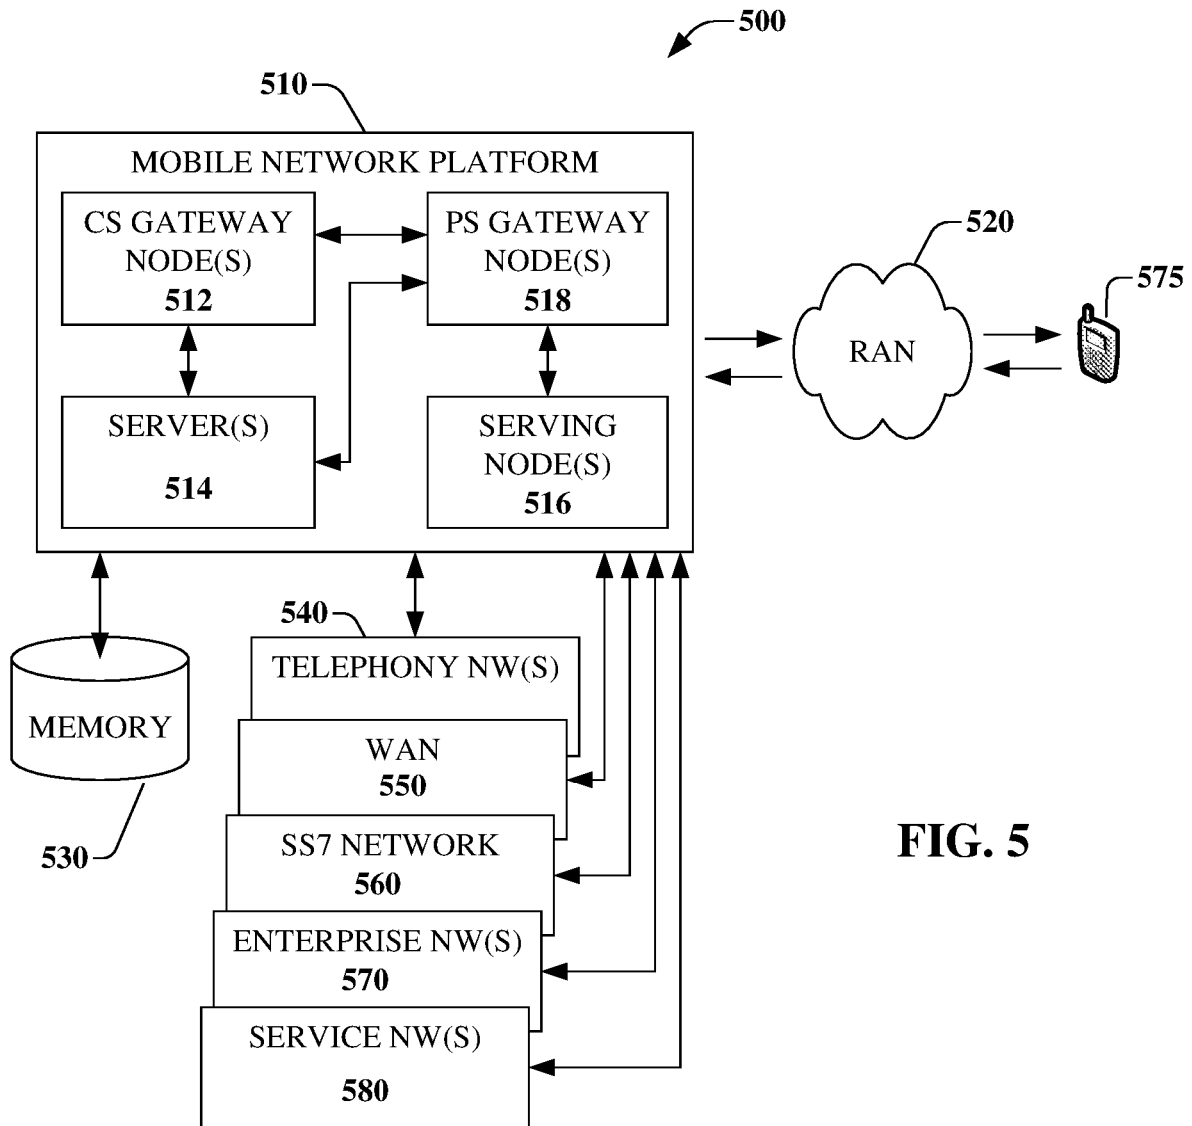 500
510
MOBILE NETWORK PLATFORM
CS GATEWAY
NODE(S)
512
PS GATEWAY
NODE(S)
518
SERVER(S)
514
SERVING
NODE(S)
516
520
RAN
575
540
TELEPHONY NW(S)
MEMORY
530
WAN
550
SS7 NETWORK
560
ENTERPRISE NW(S)
570
SERVICE NW(S)
580
FIG. 5